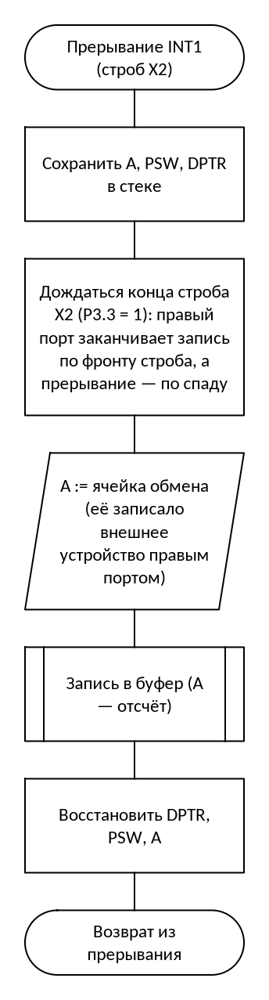 Прерывание INT1
(строб X2)
Сохранить A, PSW, DPTR
в стеке
Дождаться конца строба
X2 (P3.3 = 1): правый
порт заканчивает запись
по фронту строба, а
прерывание — по спаду
A := ячейка обмена
(её записало
внешнее
устройство правым
портом)
Запись в буфер (A
— отсчёт)
Восстановить DPTR,
PSW, A
Возврат из
прерывания